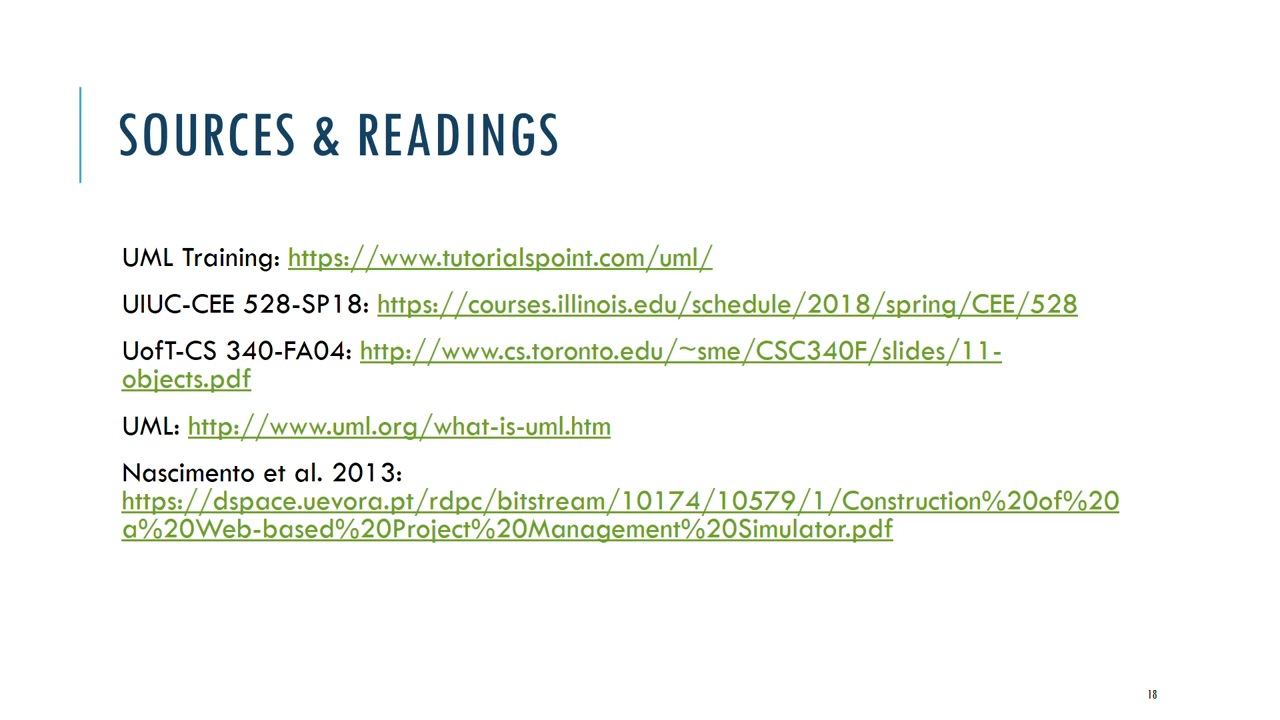 SOURCES & READINGS
UML Training: https://www.tutorialspoint.com/uml/
UIUC-CEE 528-SP18: https://courses.illinois.edu/schedule/2018/spring/CEE/528
UofT-CS 340-FA04: http://www.cs.toronto.edu/~sme/CSC340F/slides/11-
objects.pdf
UML: http://www.uml.org/what-is-uml.htm
Nascimento et al. 2013:
https://dspace.uevora.pt/rdpc/bitstream/10174/10579/1/Construction%20of%20
a%20Web-based%20Project%20Management%20Simulator.pdf
18